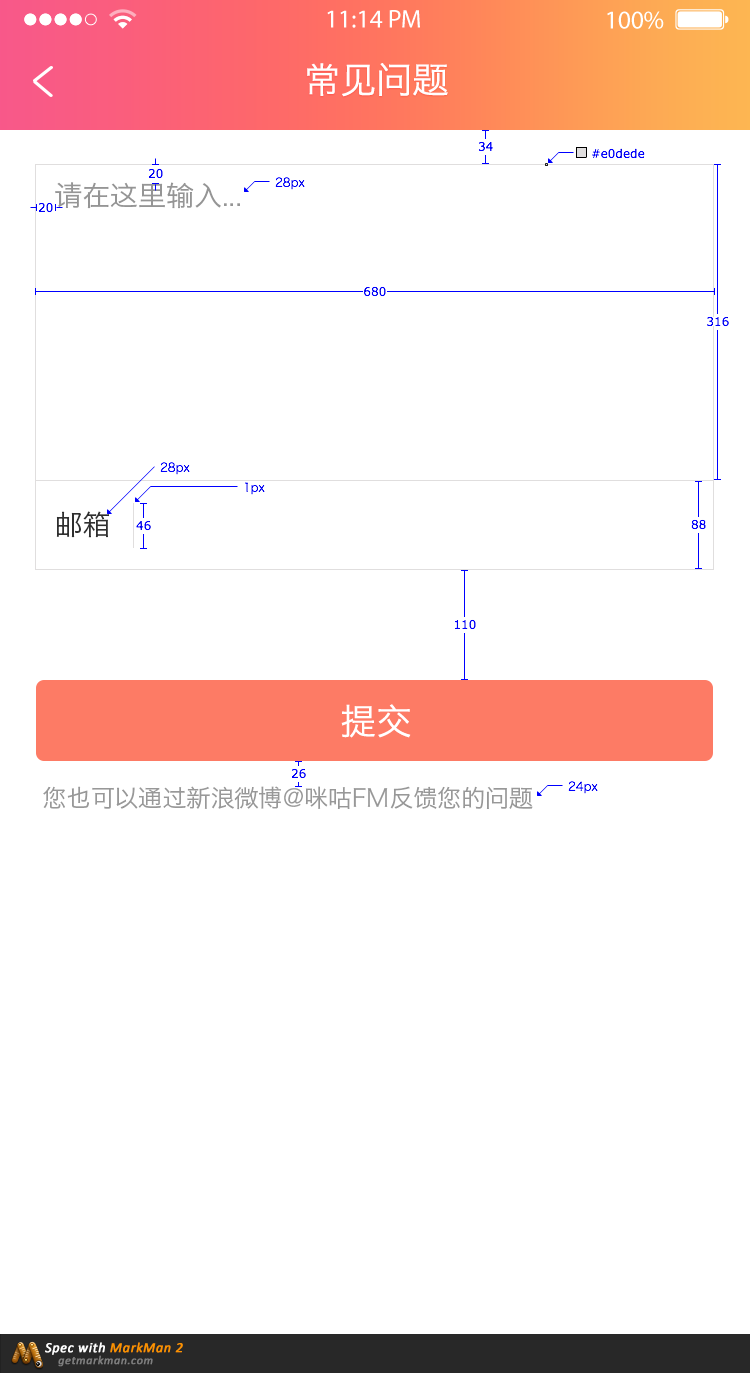 11:14 PM
100%
常见问题
34
#e0dede
20
请在这里输入...
28px
20
680
316
28px
1px
邮箱
46
88
110
提交
26
您也可以通过新浪微博@咪咕FM反馈您的问题
24px
Spec with MarkMan 2
getmarkman.com